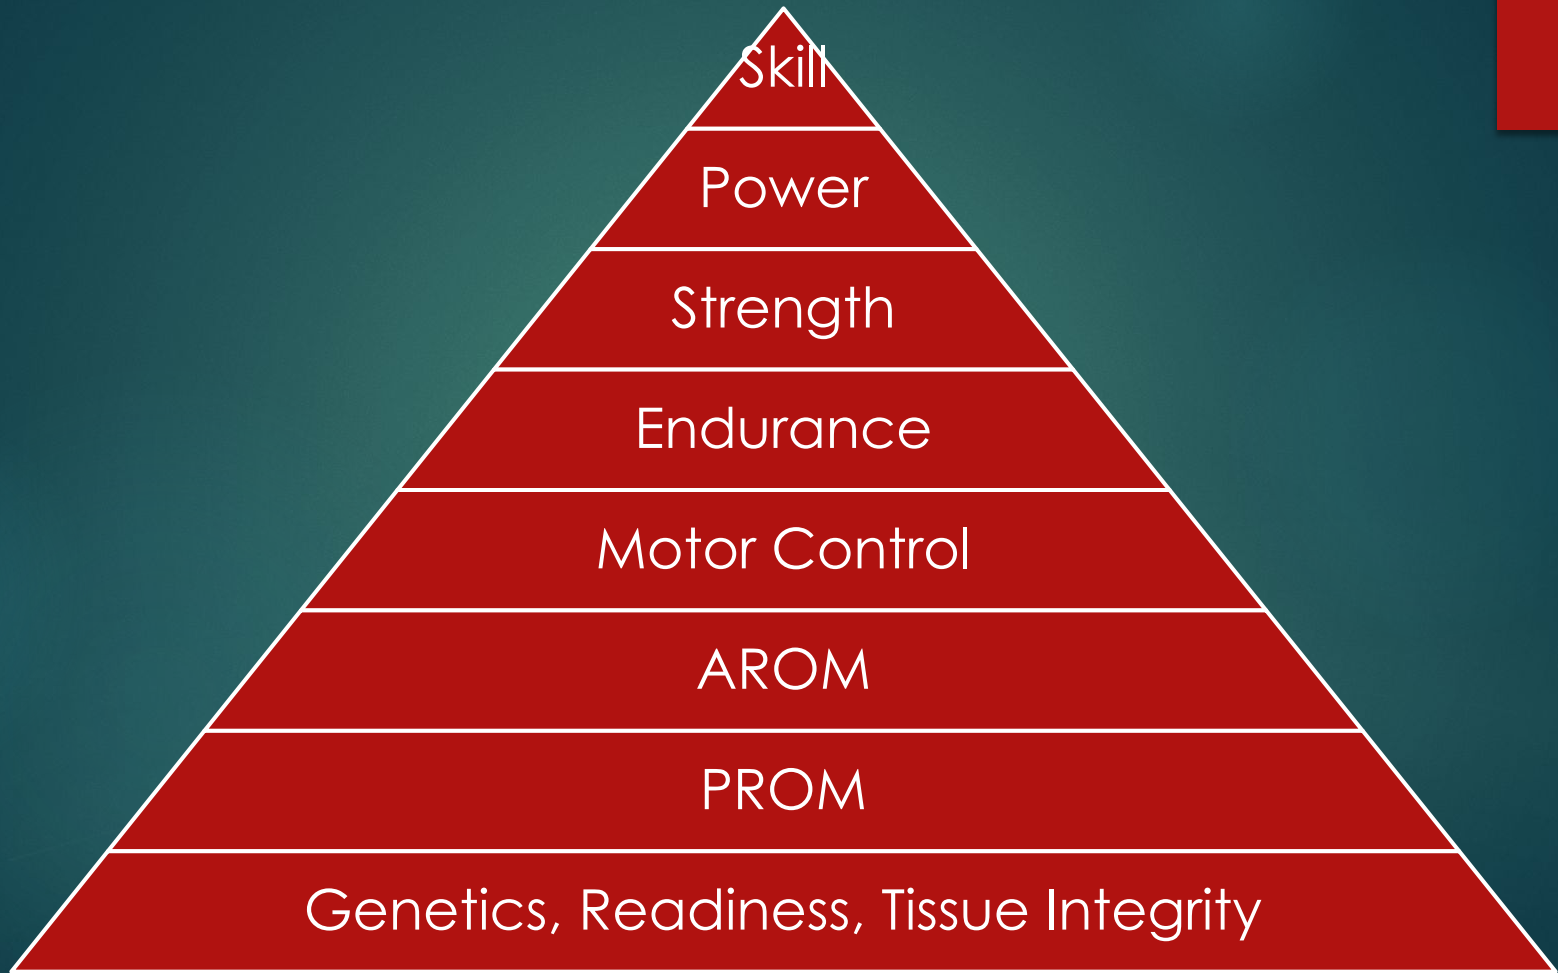 Skill
Power
Strength
Endurance
Motor Control
AROM
PROM
Genetics, Readiness, Tissue Integrity